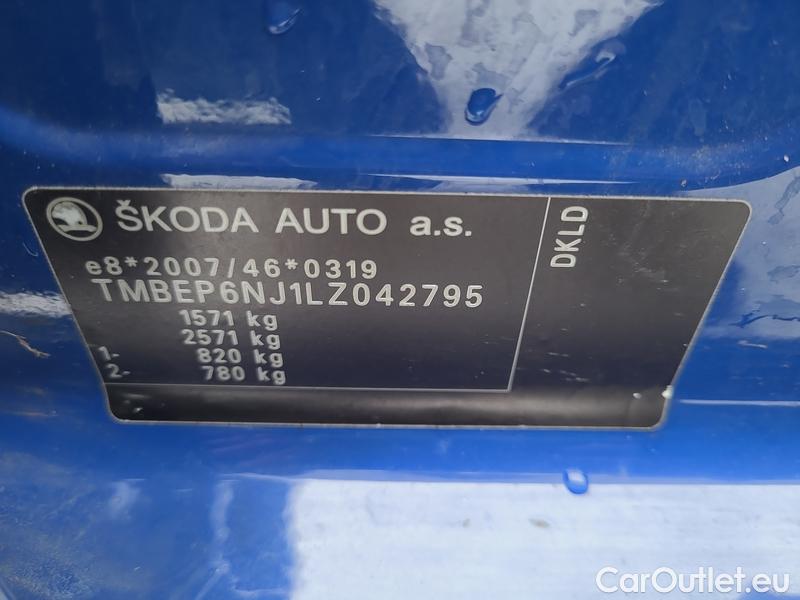 ŠKODA AUTO a.s.
e8*2007/46*0319
TMBEP6NJ1LZ042795
1571 kg
2571 kg
1- 820 kg
2- 780 kg
DKLD
CarOutlet.eu